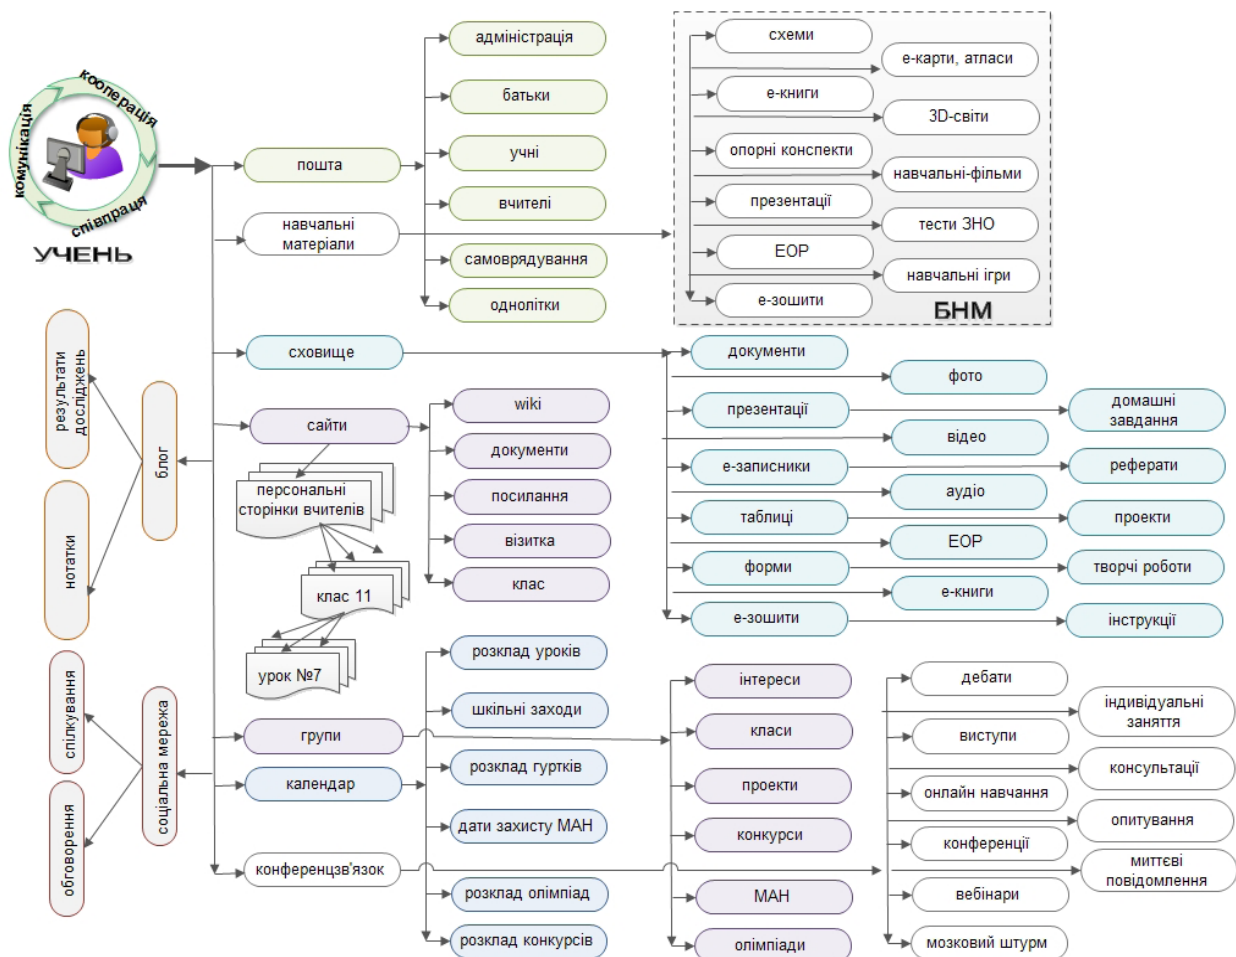 кооперація
комунікація
співпраця
УЧЕНЬ
пошта
навчальні
матеріали
адміністрація
батьки
учні
вчителі
самоврядування
однолітки
схеми
е-карти, атласи
е-книги
3D-світи
опорні конспекти
навчальні-фільми
презентації
тести ЗНО
ЕОР
навчальні ігри
е-зошити
БНМ
сховище
документи
фото
презентації
домашні
завдання
відео
е-записники
реферати
аудіо
таблиці
проекти
ЕОР
форми
творчі роботи
е-книги
е-зошити
інструкції
сайти
wiki
документи
посилання
візитка
клас
персональні
сторінки вчителів
клас 11
урок №7
результати
досліджень
блог
нотатки
спілкування
соціальна мережа
обговорення
групи
календар
конференцзв'язок
розклад уроків
шкільні заходи
розклад гуртків
дати захисту МАН
розклад олімпіад
розклад конкурсів
інтереси
класи
проекти
конкурси
МАН
олімпіади
дебати
індивідуальні
заняття
виступи
консультації
онлайн навчання
опитування
конференції
миттєві
повідомлення
вебінари
мозковий штурм